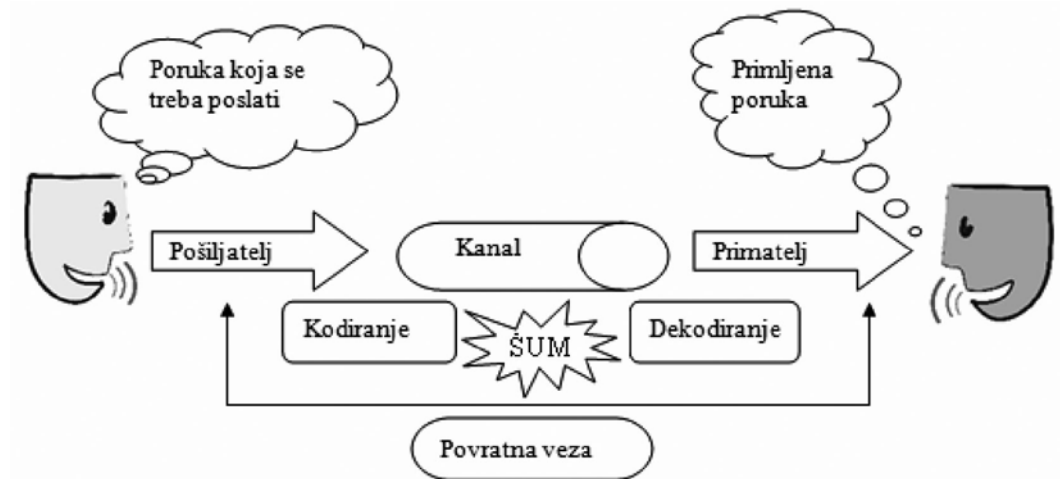 Poruka koja se
treba poslati
Primljena
poruka
Pošiljatelj
Kanal
Primatelj
Kodiranje
ŠUM
Dekodiranje
Povratna veza